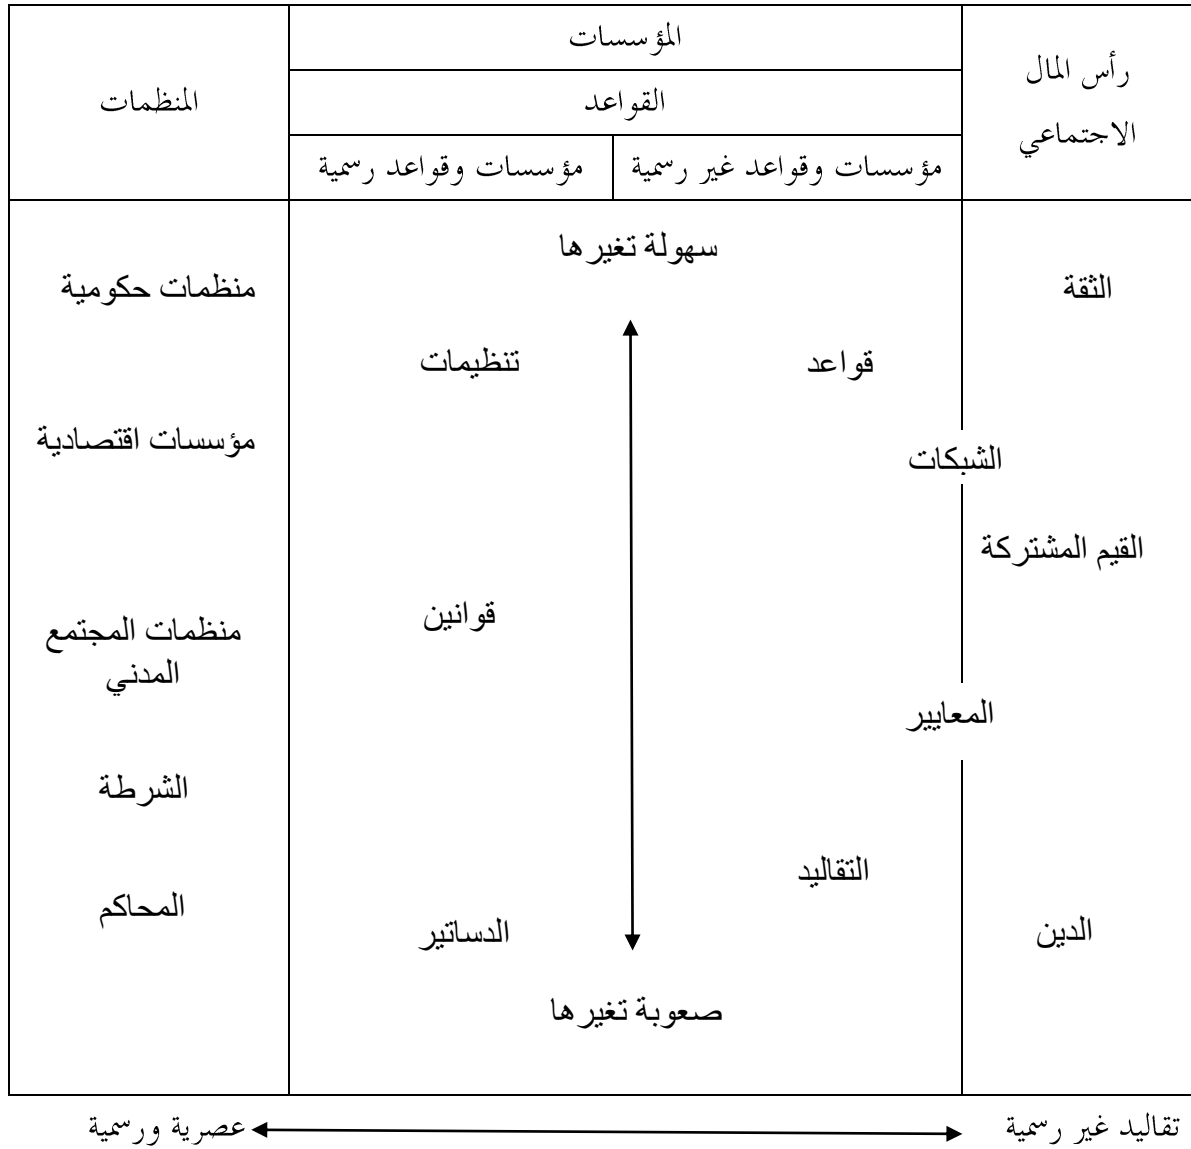 المؤسسات
رأس المال
الاجتماعي
القواعد
المنظمات
مؤسسات وقواعد غير رسمية
مؤسسات وقواعد رسمية
سهولة تغيرها
الثقة
منظمات حكومية
قواعد
تنظيمات
الشبكات
مؤسسات اقتصادية
القيم المشتركة
قوانين
منظمات المجتمع
المدني
المعايير
الشرطة
التقاليد
المحاكم
الدين
الدساتير
صعوبة تغيرها
تقاليد غير رسمية
عصرية ورسمية